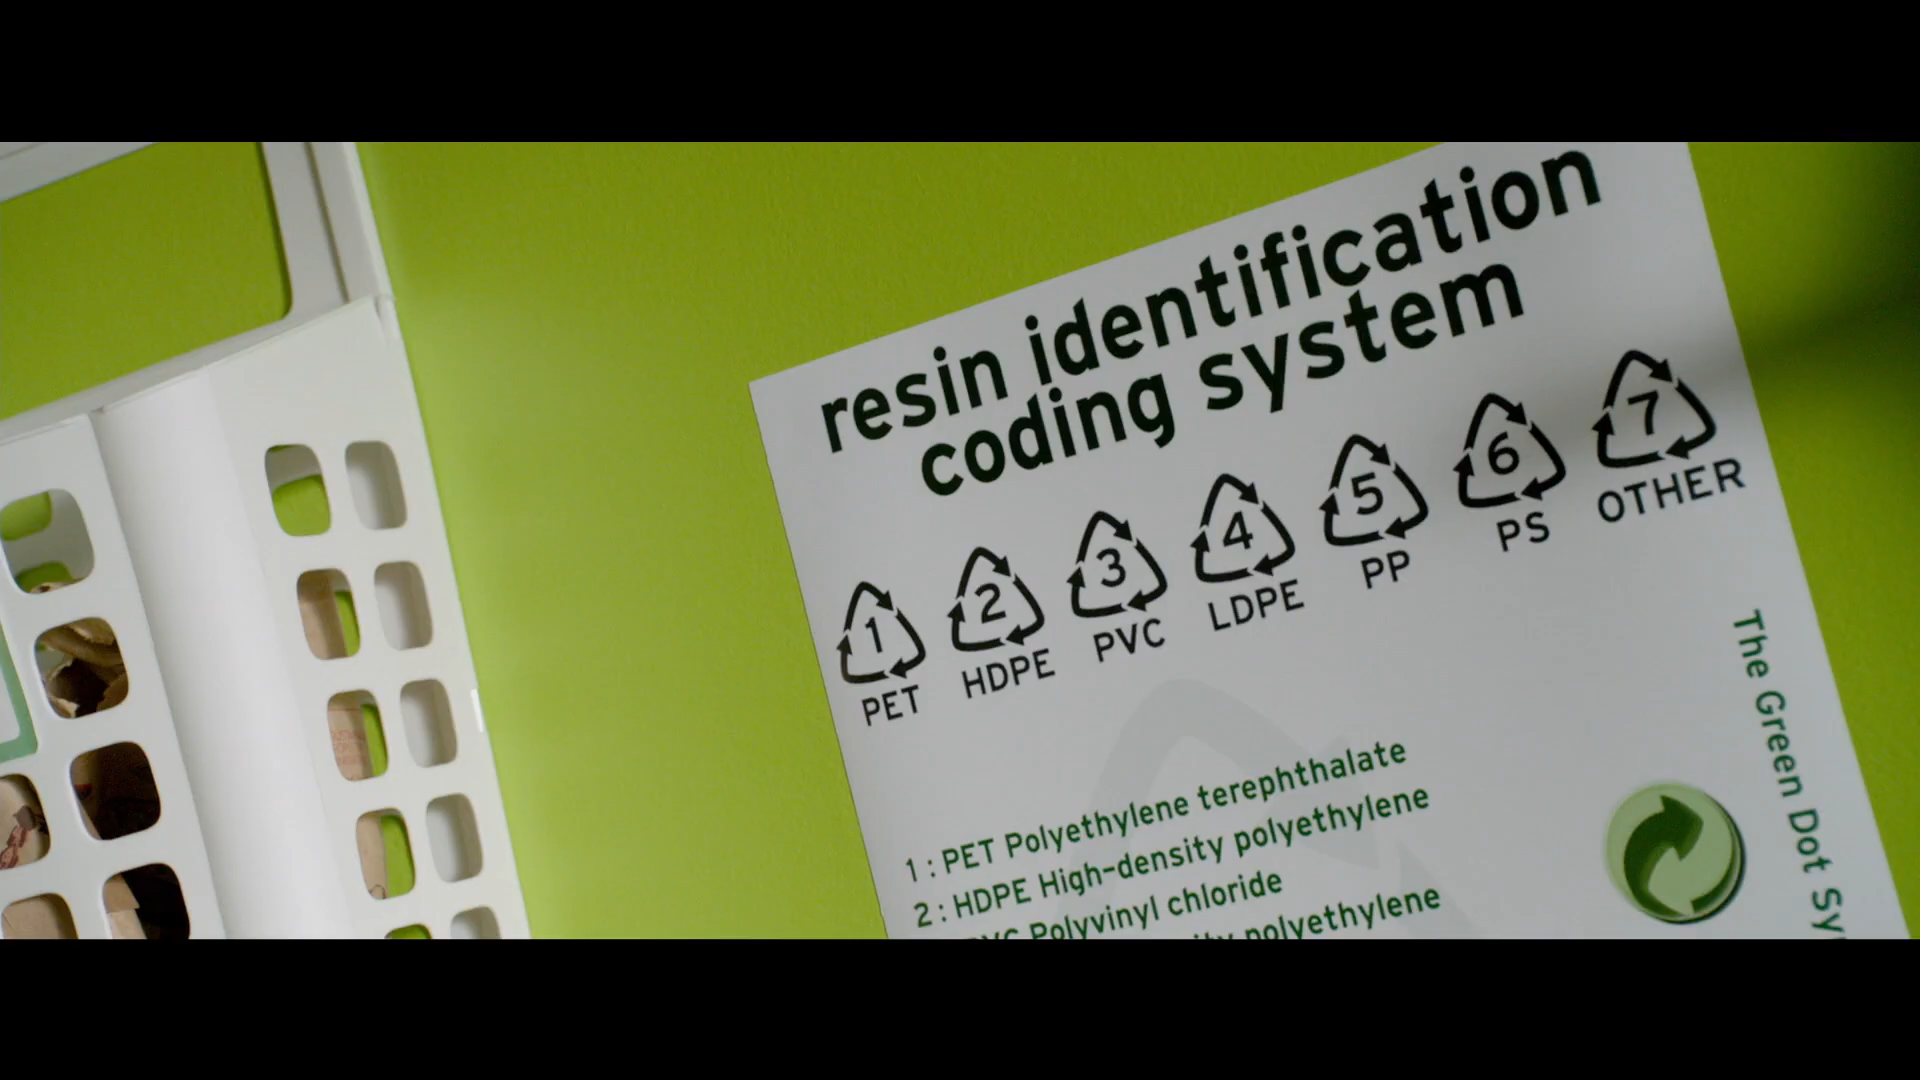 resin identification
coding system
1
2
3
4
5
6
7
PET
HDPE
PVC
LDPE
PP
PS
OTHER
1 : PET Polyethylene terephthalate
2 : HDPE High-density polyethylene
PVC Polyvinyl chloride
polyethylene
The Green Dot